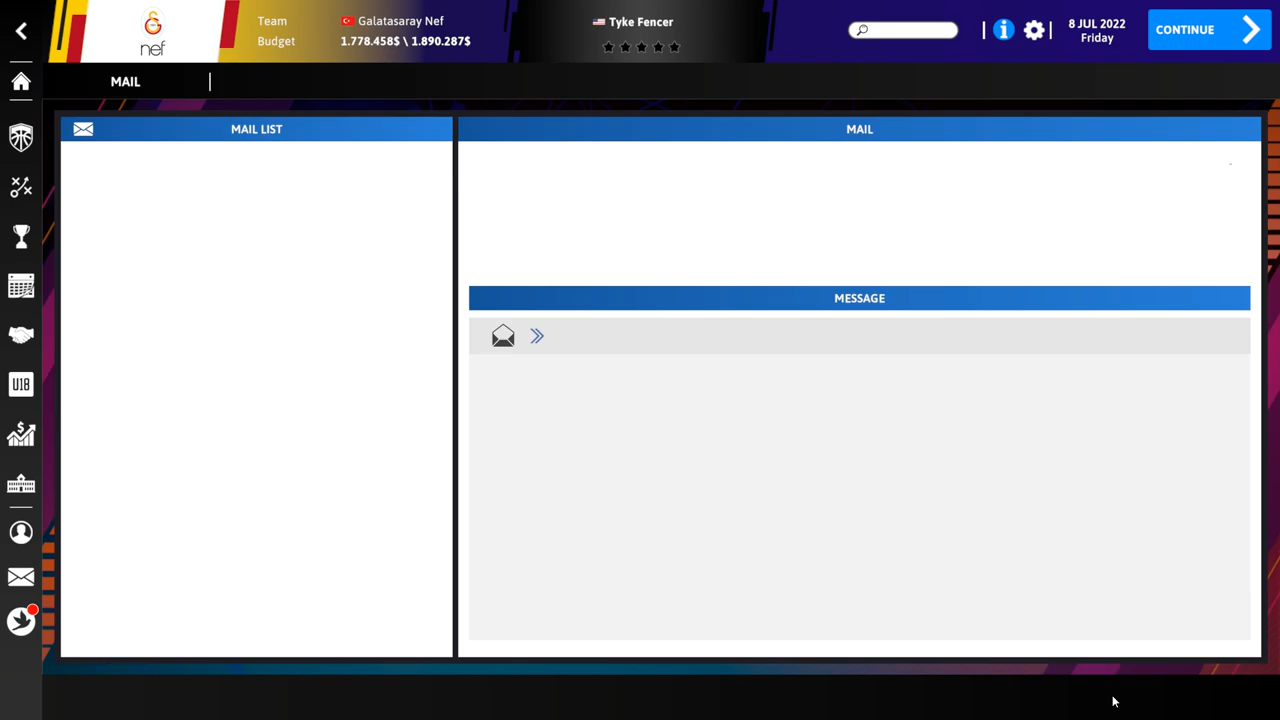 Team
Galatasaray Nef
Budget
1.778.458$ \ 1.890.287$
nef
Tyke Fencer
8 JUL 2022
Friday
CONTINUE
MAIL
MAIL LIST
MAIL
-
MESSAGE
U18